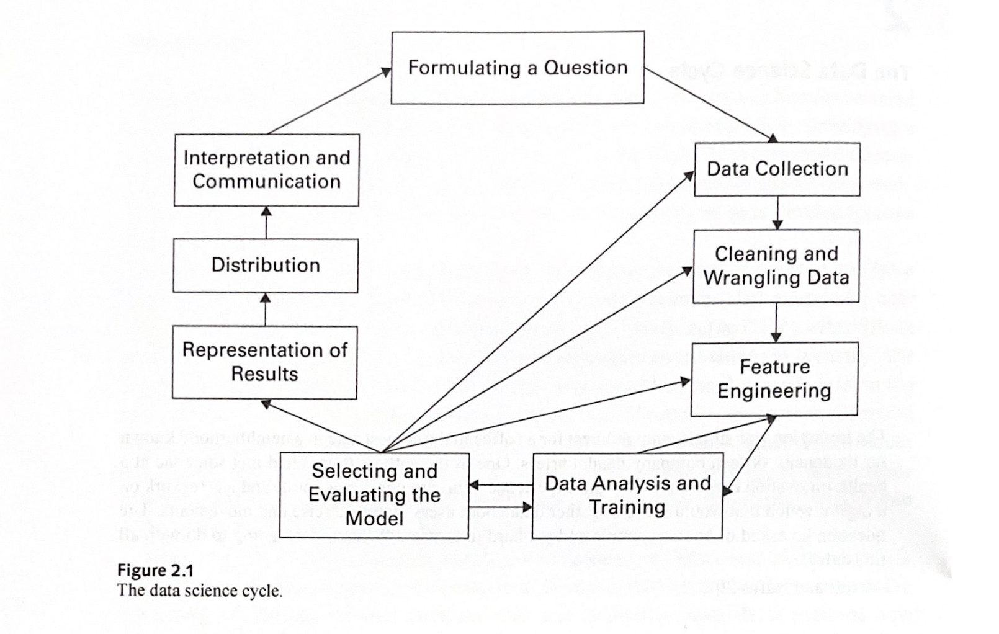 Formulating a Question
Interpretation and
Communication
Data Collection
Distribution
Cleaning and
Wrangling Data
Representation of
Results
Feature
Engineering
Selecting and
Evaluating the
Model
Data Analysis and
Training
Figure 2.1
The data science cycle.